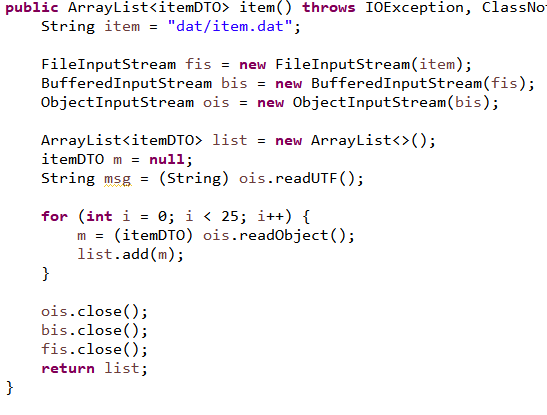 public ArrayList<itemDTO> item() throws IOException, ClassNo
String item = "dat/item.dat";
FileInputStream fis = new FileInputStream(item);
BufferedInputStream bis = new BufferedInputStream(fis);
ObjectInputStream ois = new ObjectInputStream(bis);
ArrayList<itemDTO> list = new ArrayList<>();
itemDTO m = null;
String msg = (String) ois.readUTF();
for (int i = 0; i < 25; i++) {
m = (itemDTO) ois.readObject();
list.add(m);
}
ois.close();
bis.close();
fis.close();
return list;
}